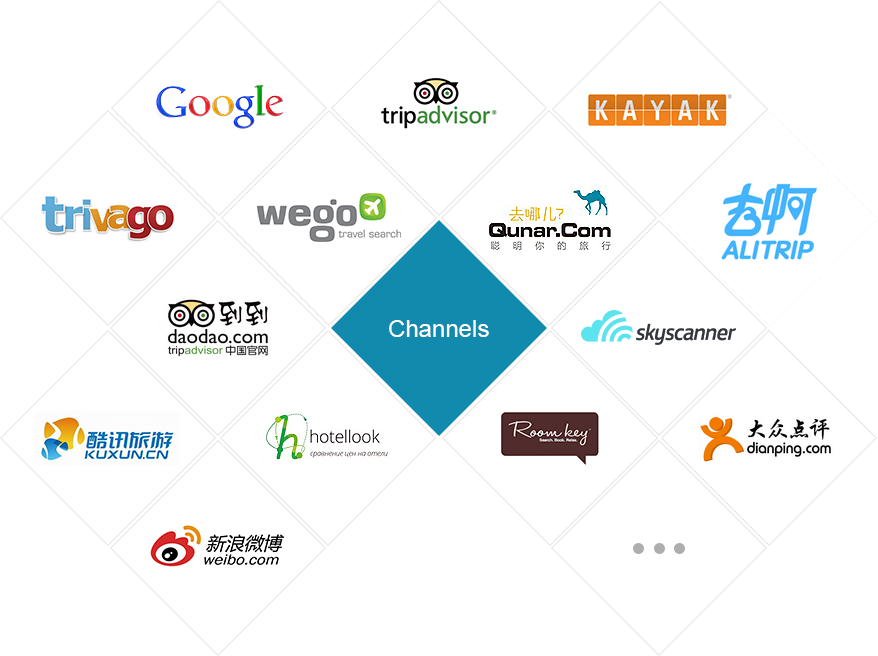 Google
tripadvisor®
KAYAK®
trivago
wego
travel search
去哪儿?
Qunar.Com
聪明你的旅行
去啊
ALITRIP
到到
daodao.com
tripadvisor 中国官网
Channels
skyscanner
酷讯旅游
KUXUN.CN
hotellook
сравнение цен на отели
Room key
Search. Book. Relax.
大众点评
dianping.com
新浪微博
weibo.com